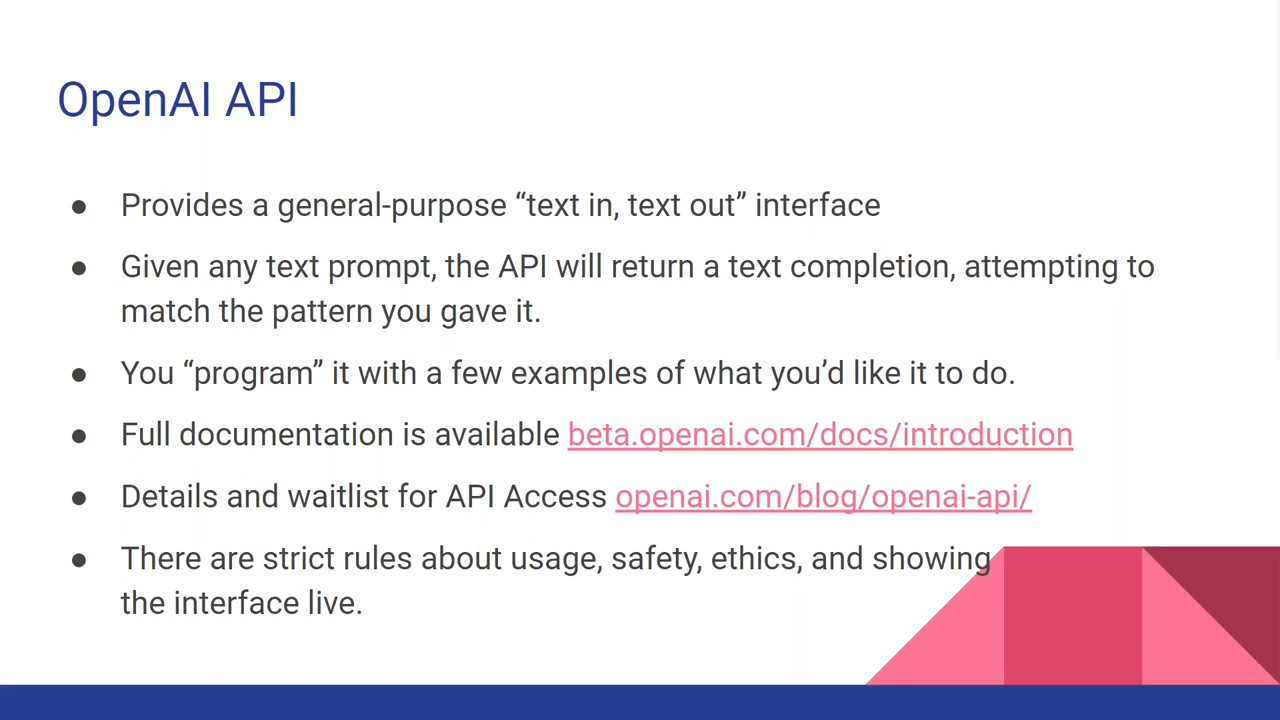 OpenAI API
● Provides a general-purpose “text in, text out” interface
● Given any text prompt, the API will return a text completion, attempting to
match the pattern you gave it.
● You “program” it with a few examples of what you’d like it to do.
● Full documentation is available beta.openai.com/docs/introduction
● Details and waitlist for API Access openai.com/blog/openai-api/
● There are strict rules about usage, safety, ethics, and showing
the interface live.